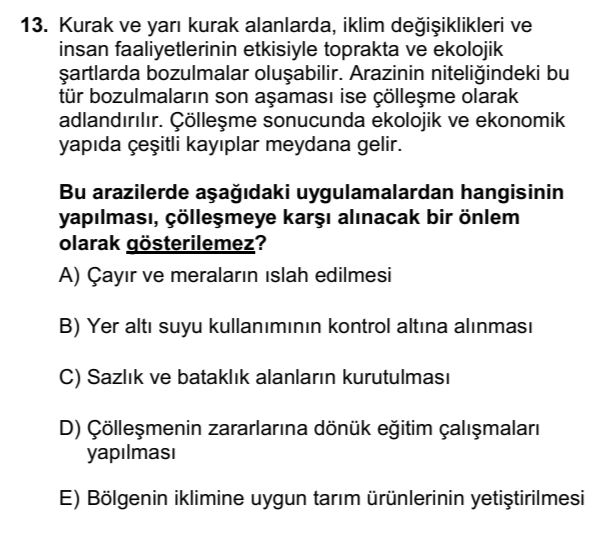 13. Kurak ve yarı kurak alanlarda, iklim değişiklikleri ve
insan faaliyetlerinin etkisiyle toprakta ve ekolojik
şartlarda bozulmalar oluşabilir. Arazinin niteliğindeki bu
tür bozulmaların son aşaması ise çölleşme olarak
adlandırılır. Çölleşme sonucunda ekolojik ve ekonomik
yapıda çeşitli kayıplar meydana gelir.
Bu arazilerde aşağıdaki uygulamalardan hangisinin
yapılması, çölleşmeye karşı alınacak bir önlem
olarak gösterilemez?
A) Çayır ve meraların ıslah edilmesi
B) Yer altı suyu kullanımının kontrol altına alınması
C) Sazlık ve bataklık alanların kurutulması
D) Çölleşmenin zararlarına dönük eğitim çalışmaları
yapılması
E) Bölgenin iklimine uygun tarım ürünlerinin yetiştirilmesi